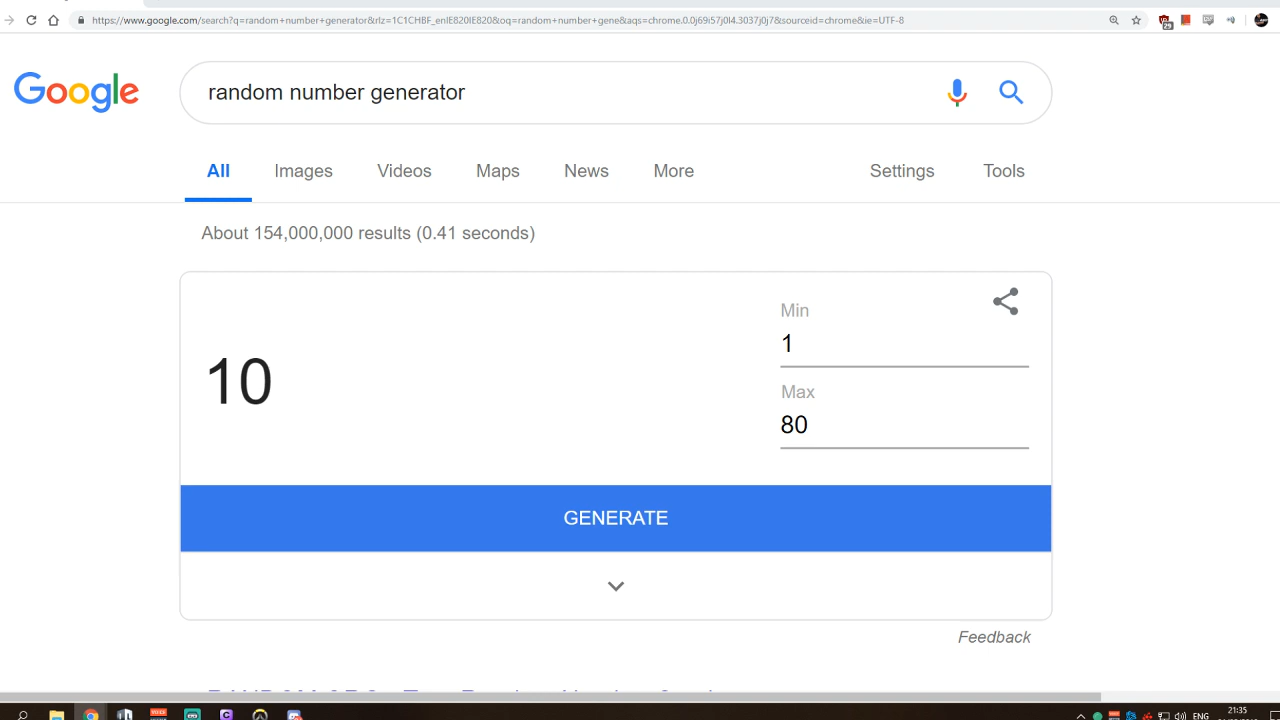 https://www.google.com/search?q=random+number+generator&rlz=1C1CHBF_enIE820IE820&oq=random+number+gene&aqs=chrome.0.0j69i57j0l4.3037j0j7&sourceid=chrome&ie=UTF-8
29
Google
random number generator
All Images Videos Maps News More Settings Tools
About 154,000,000 results (0.41 seconds)
Min
1
10
Max
80
GENERATE
Feedback
21:35
ENG